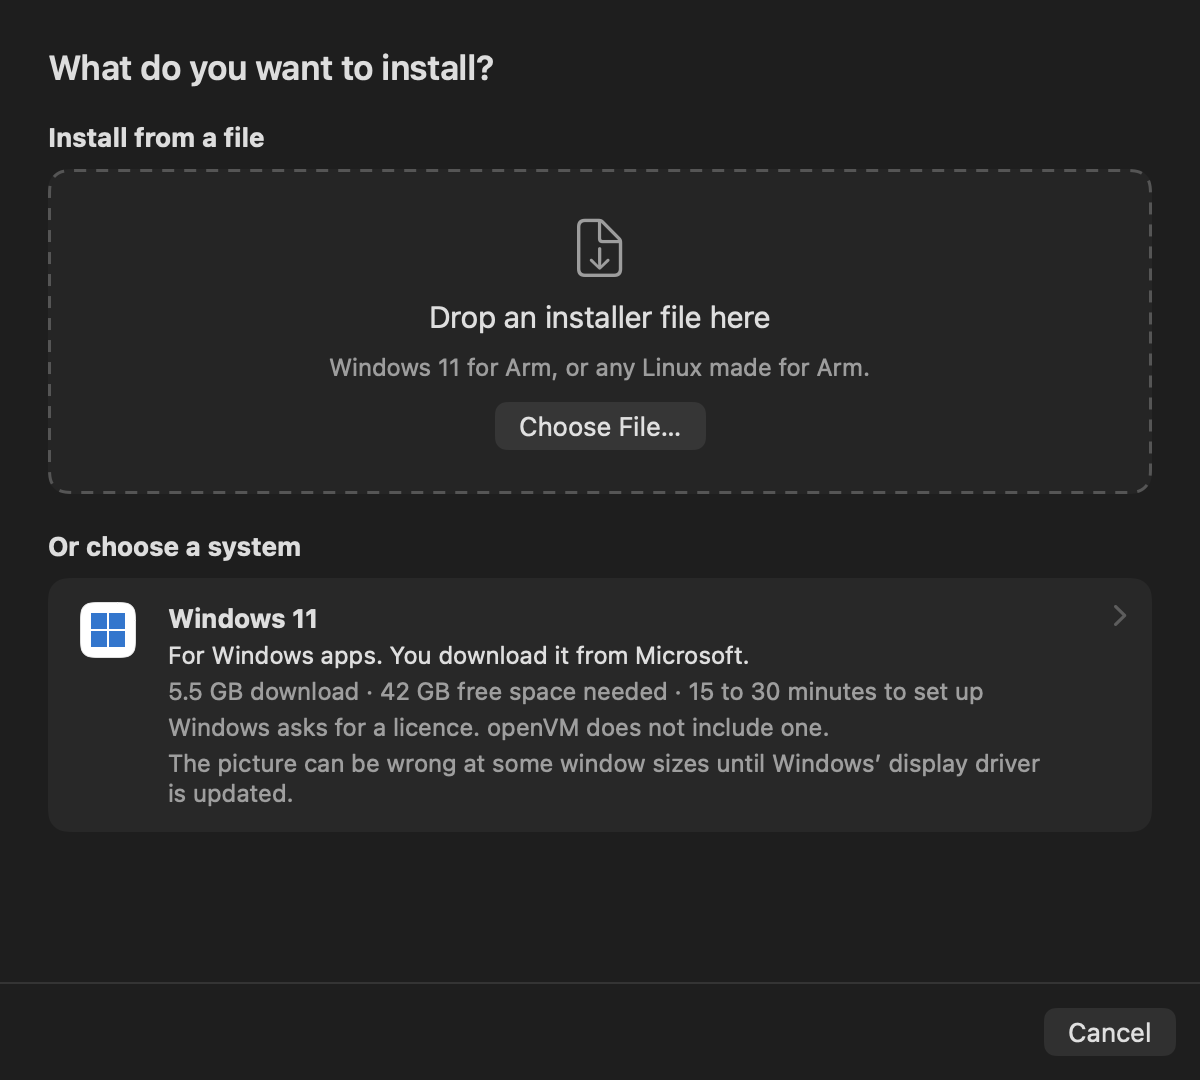 What do you want to install?
Install from a file
Drop an installer file here
Windows 11 for Arm, or any Linux made for Arm.
Choose File...
Or choose a system
Windows 11
For Windows apps. You download it from Microsoft.
5.5 GB download · 42 GB free space needed · 15 to 30 minutes to set up
Windows asks for a licence. openVM does not include one.
The picture can be wrong at some window sizes until Windows’ display driver
is updated.
Cancel